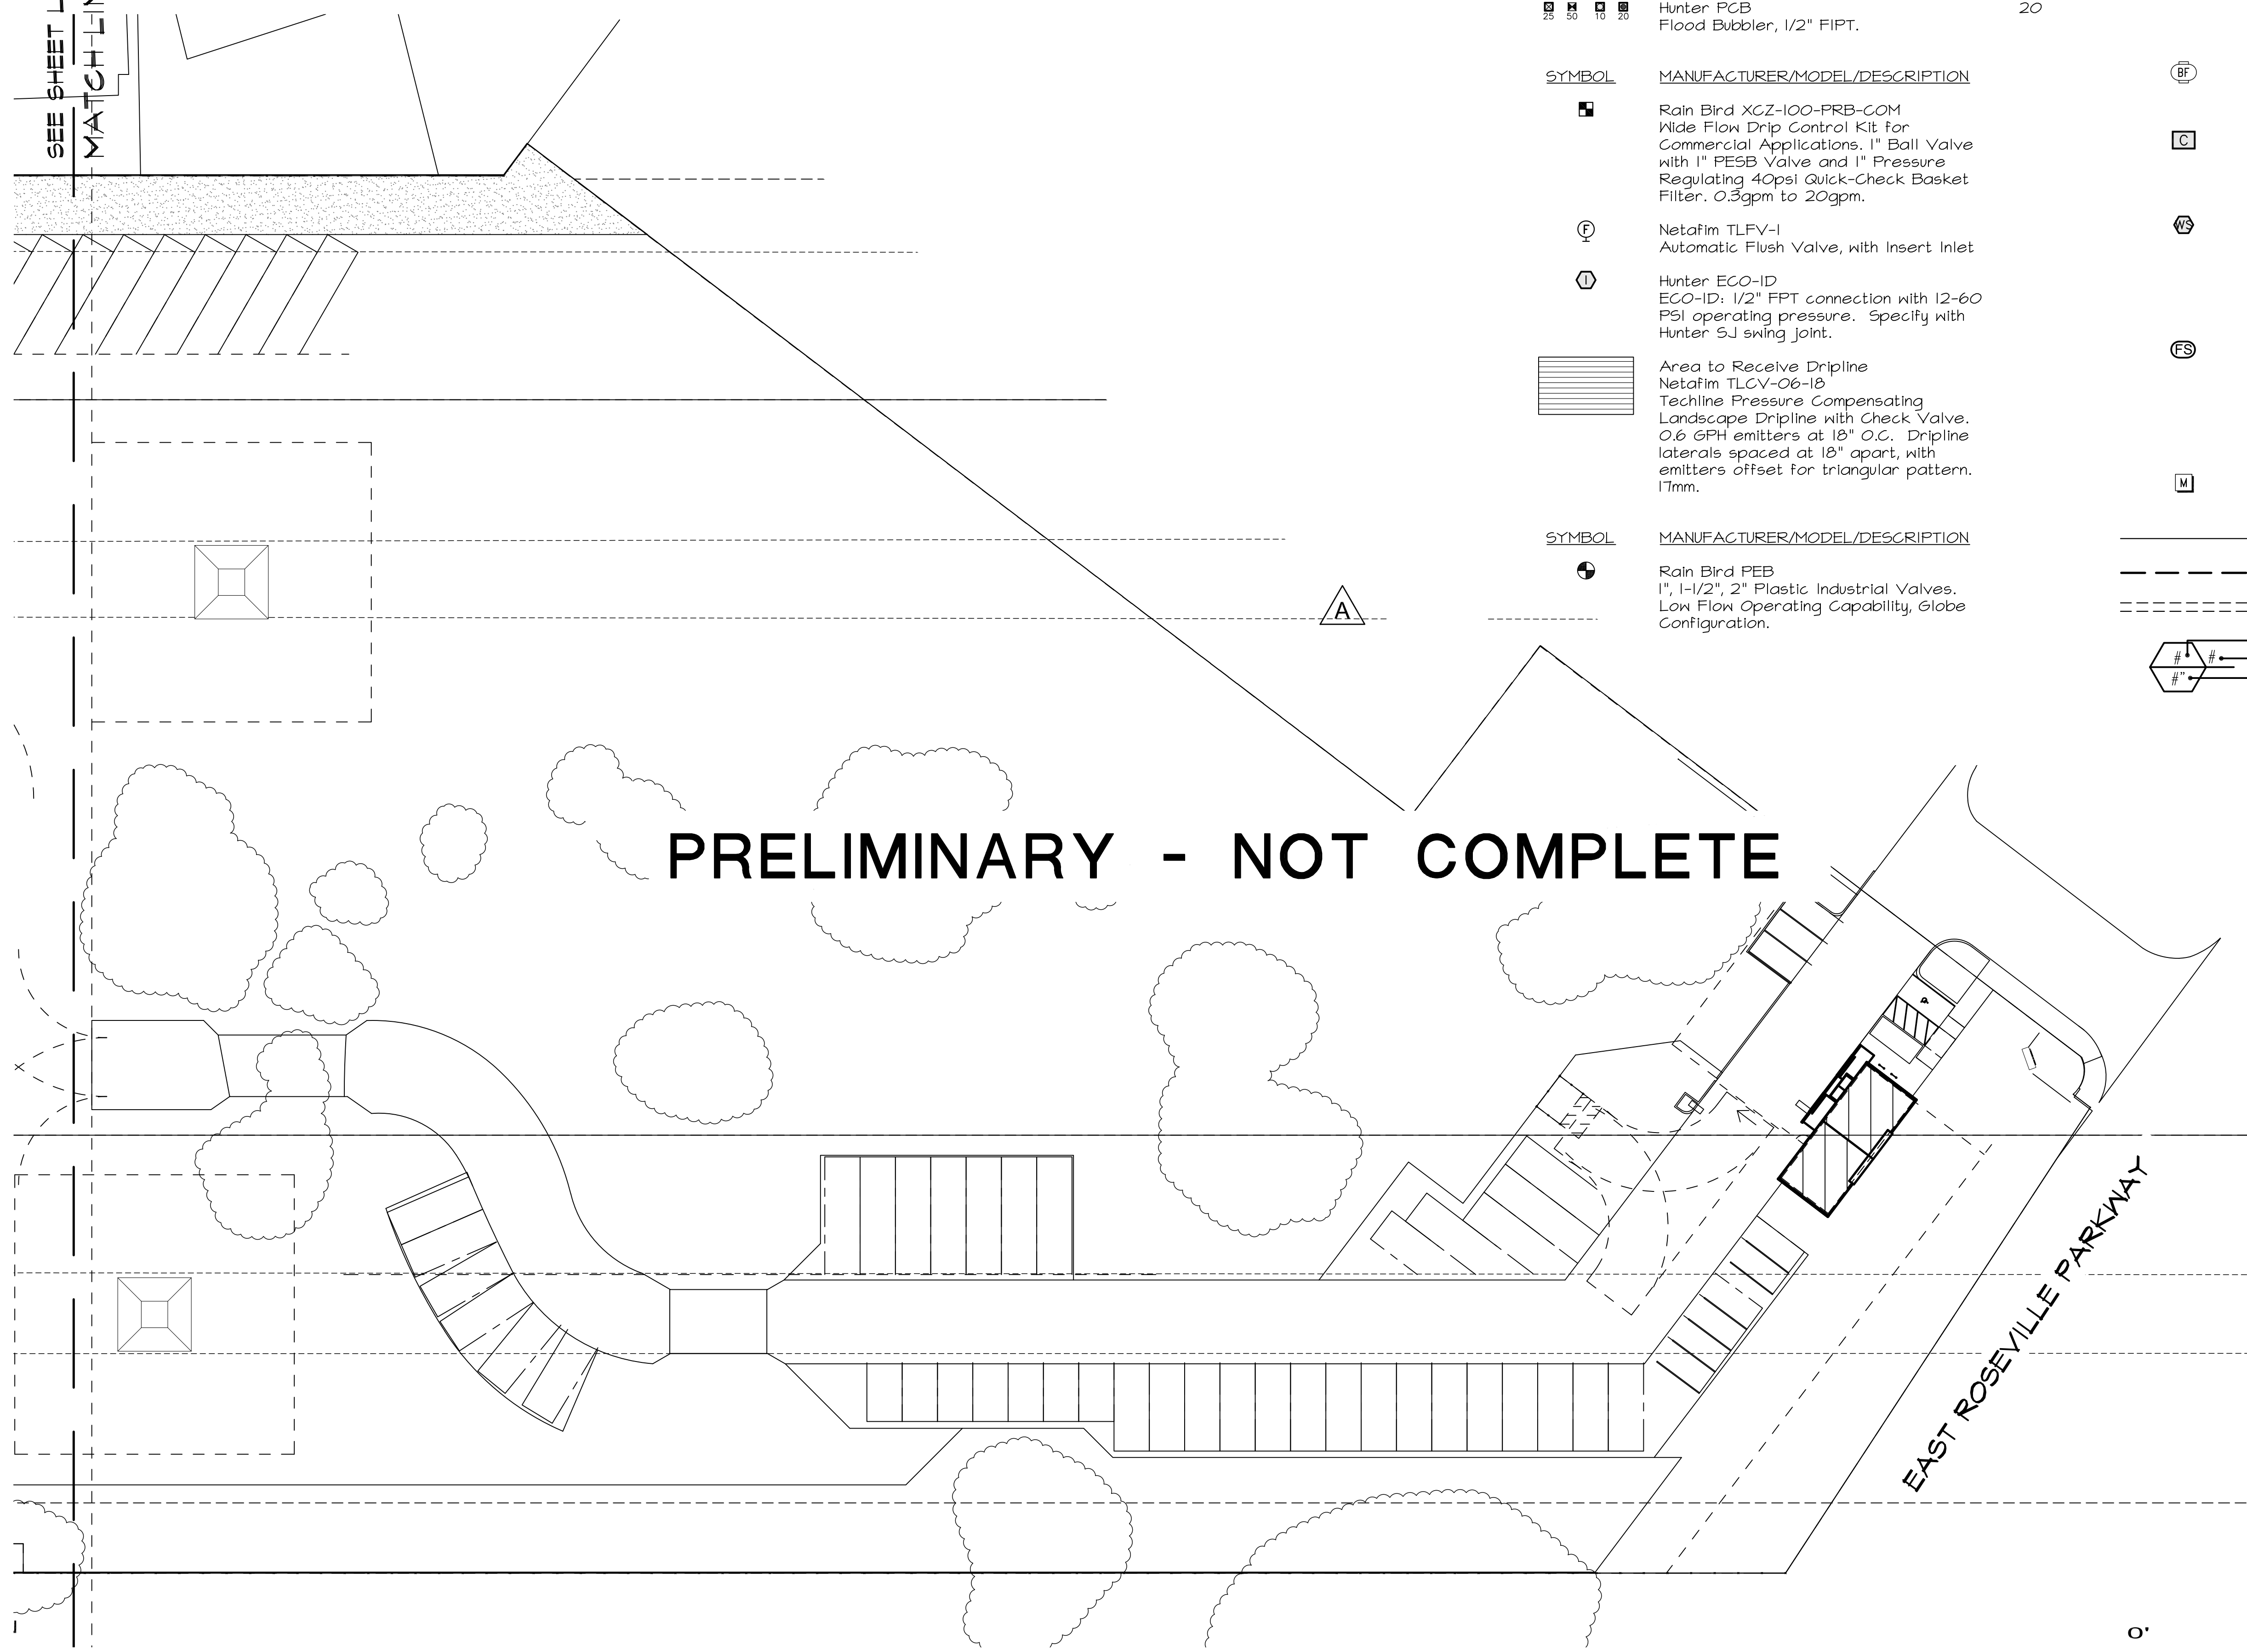 SEE SHEET
25 50 10 20
Hunter PCB
20
Flood Bubbler, 1/2" FIPT.
SYMBOL
MANUFACTURER/MODEL/DESCRIPTION
Rain Bird XCZ-100-PRB-COM
Wide Flow Drip Control Kit for
Commercial Applications. 1" Ball Valve
with 1" PESB Valve and 1" Pressure
Regulating 40psi Quick-Check Basket
Filter. 0.3gpm to 20gpm.
F
Netafim TLFV-1
Automatic Flush Valve, with Insert Inlet
I
Hunter ECO-ID
ECO-ID: 1/2" FPT connection with 12-60
PSI operating pressure. Specify with
Hunter SJ swing joint.
Area to Receive Dripline
Netafim TLCV-06-18
Techline Pressure Compensating
Landscape Dripline with Check Valve.
0.6 GPH emitters at 18" O.C. Dripline
laterals spaced at 18" apart, with
emitters offset for triangular pattern.
17mm.
SYMBOL
MANUFACTURER/MODEL/DESCRIPTION
Rain Bird PEB
1", 1-1/2", 2" Plastic Industrial Valves.
Low Flow Operating Capability, Globe
Configuration.
BF
C
WS
FS
M
# #
#"
A
PRELIMINARY - NOT COMPLETE
EAST ROSEVILLE PARKWAY
0'